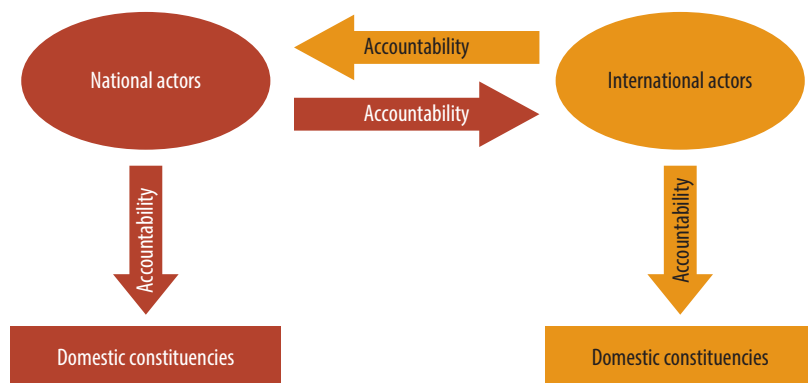 Accountability
National actors
International actors
Accountability
Accountability
Accountability
Domestic constituencies
Domestic constituencies